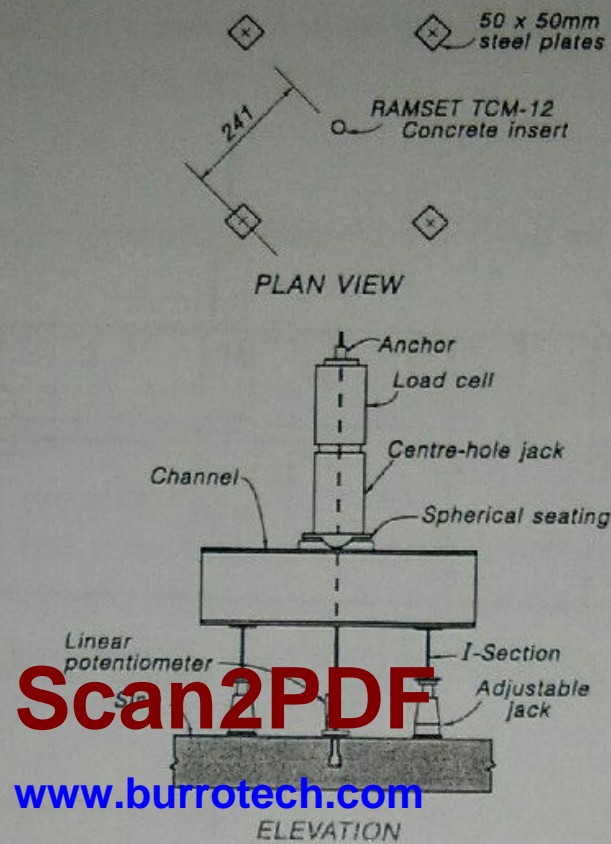 50 x 50mm
steel plates
241
RAMSET TCM-12
Concrete insert
PLAN VIEW
Anchor
Load cell
Centre-hole jack
Channel
Spherical seating
Linear
potentiometer
I-Section
Adjustable
jack
Scan2PDF
www.burrotech.com
ELEVATION